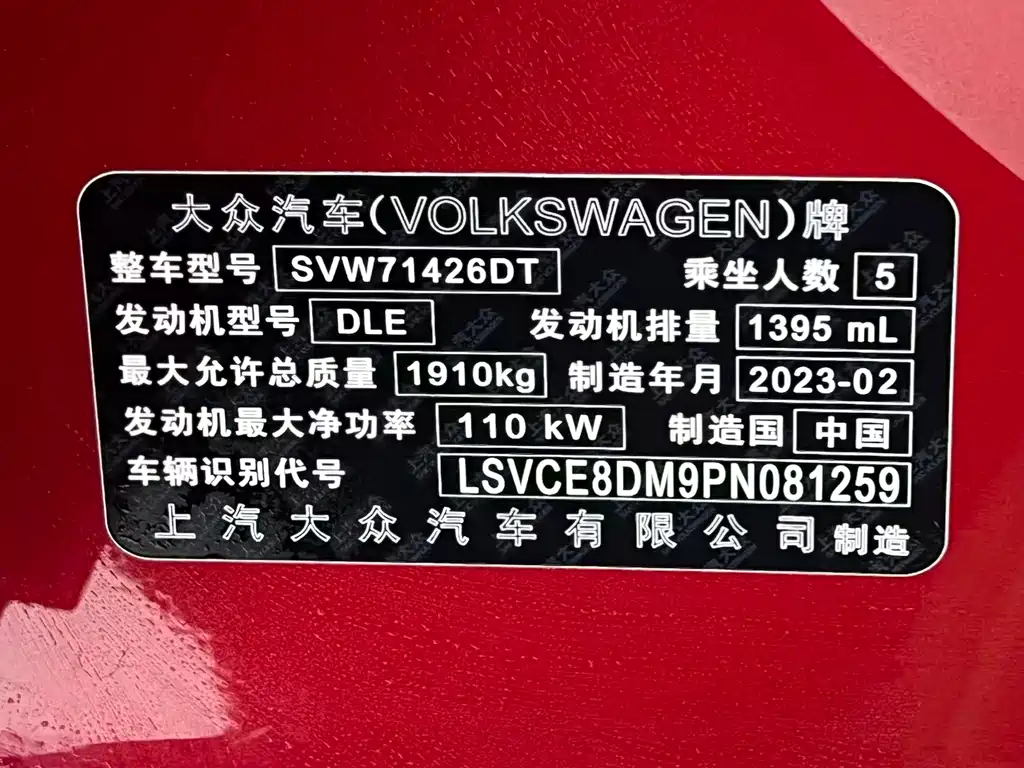 大众汽车(VOLKSWAGEN)牌
整车型号 SVW71426DT 乘坐人数 5
发动机型号 DLE 发动机排量 1395 mL
最大允许总质量 1910kg 制造年月 2023-02
发动机最大净功率 110 kW 制造国 中国
车辆识别代号 LSVCE8DM9PN081259
上汽大众汽车有限公司 制造